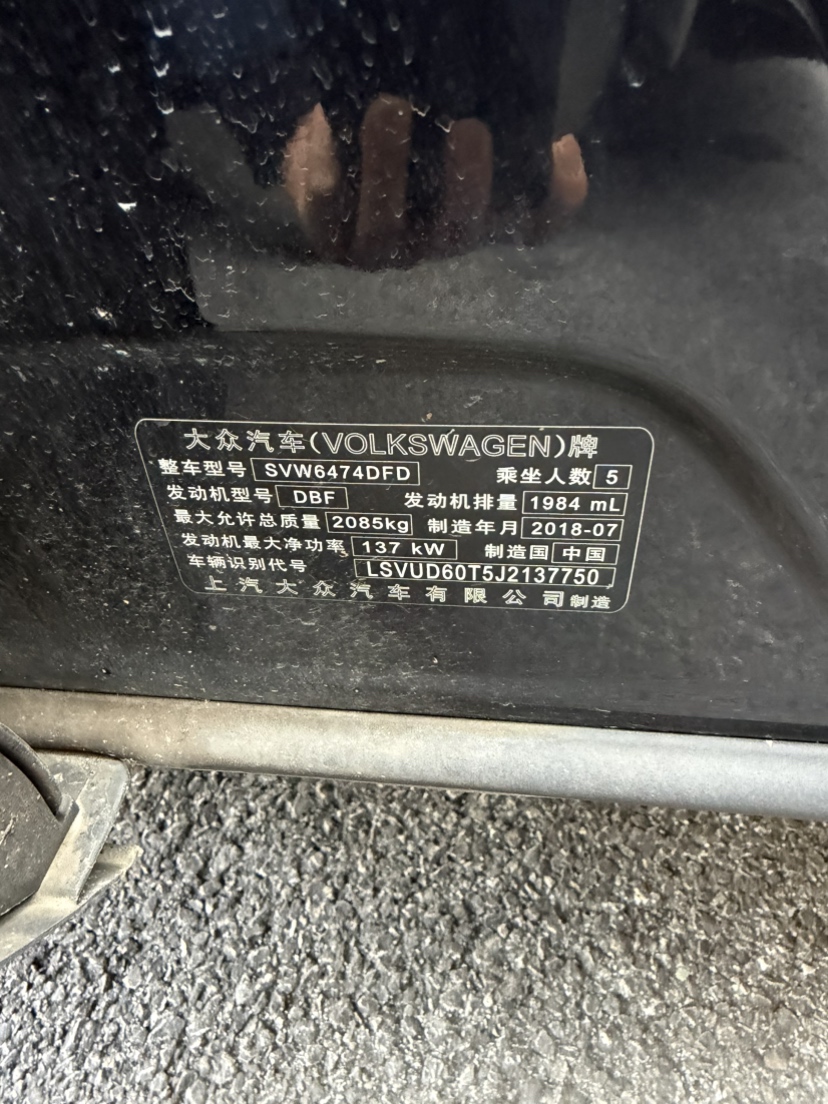 大众汽车(VOLKSWAGEN)牌
整车型号 SVW6474DFD 乘坐人数 5
发动机型号 DBF 发动机排量 1984 mL
最大允许总质量 2085kg 制造年月 2018-07
发动机最大净功率 137 kW 制造国 中国
车辆识别代号 LSVUD60T5J2137750
上汽大众汽车有限公司 制造